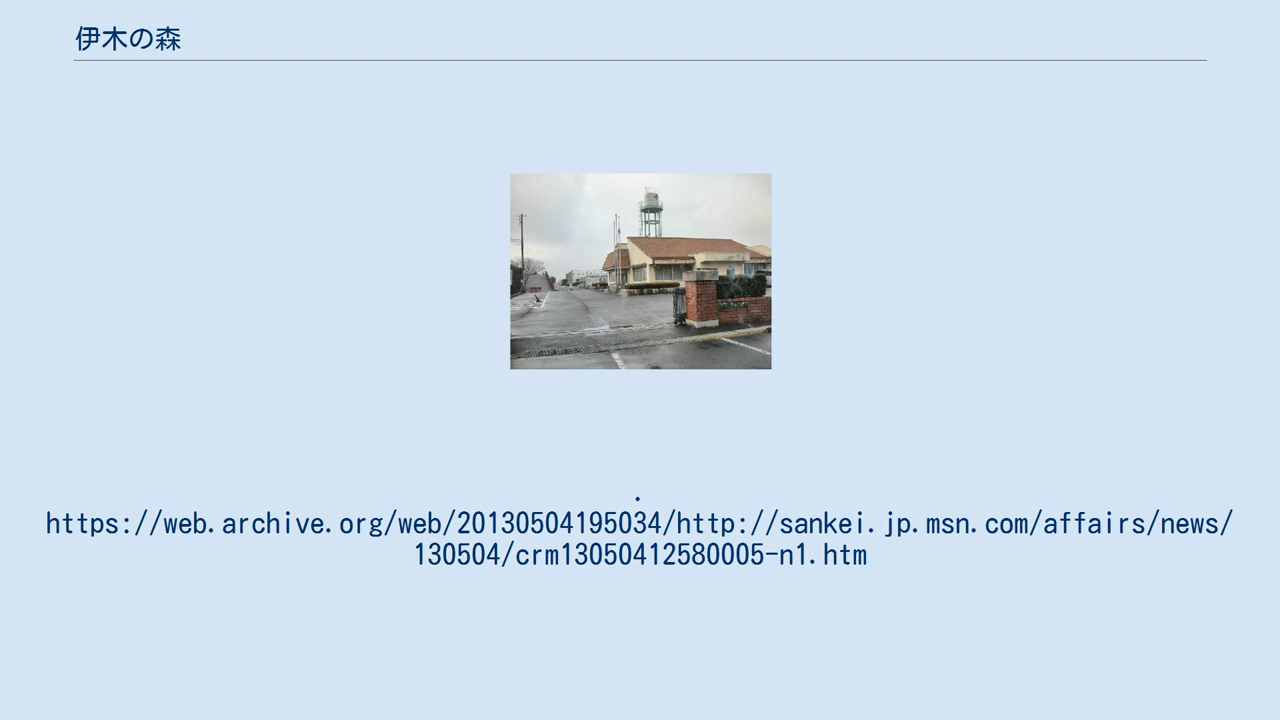 伊木の森
.
https://web.archive.org/web/20130504195034/http://sankei.jp.msn.com/affairs/news/
130504/crm13050412580005-n1.htm